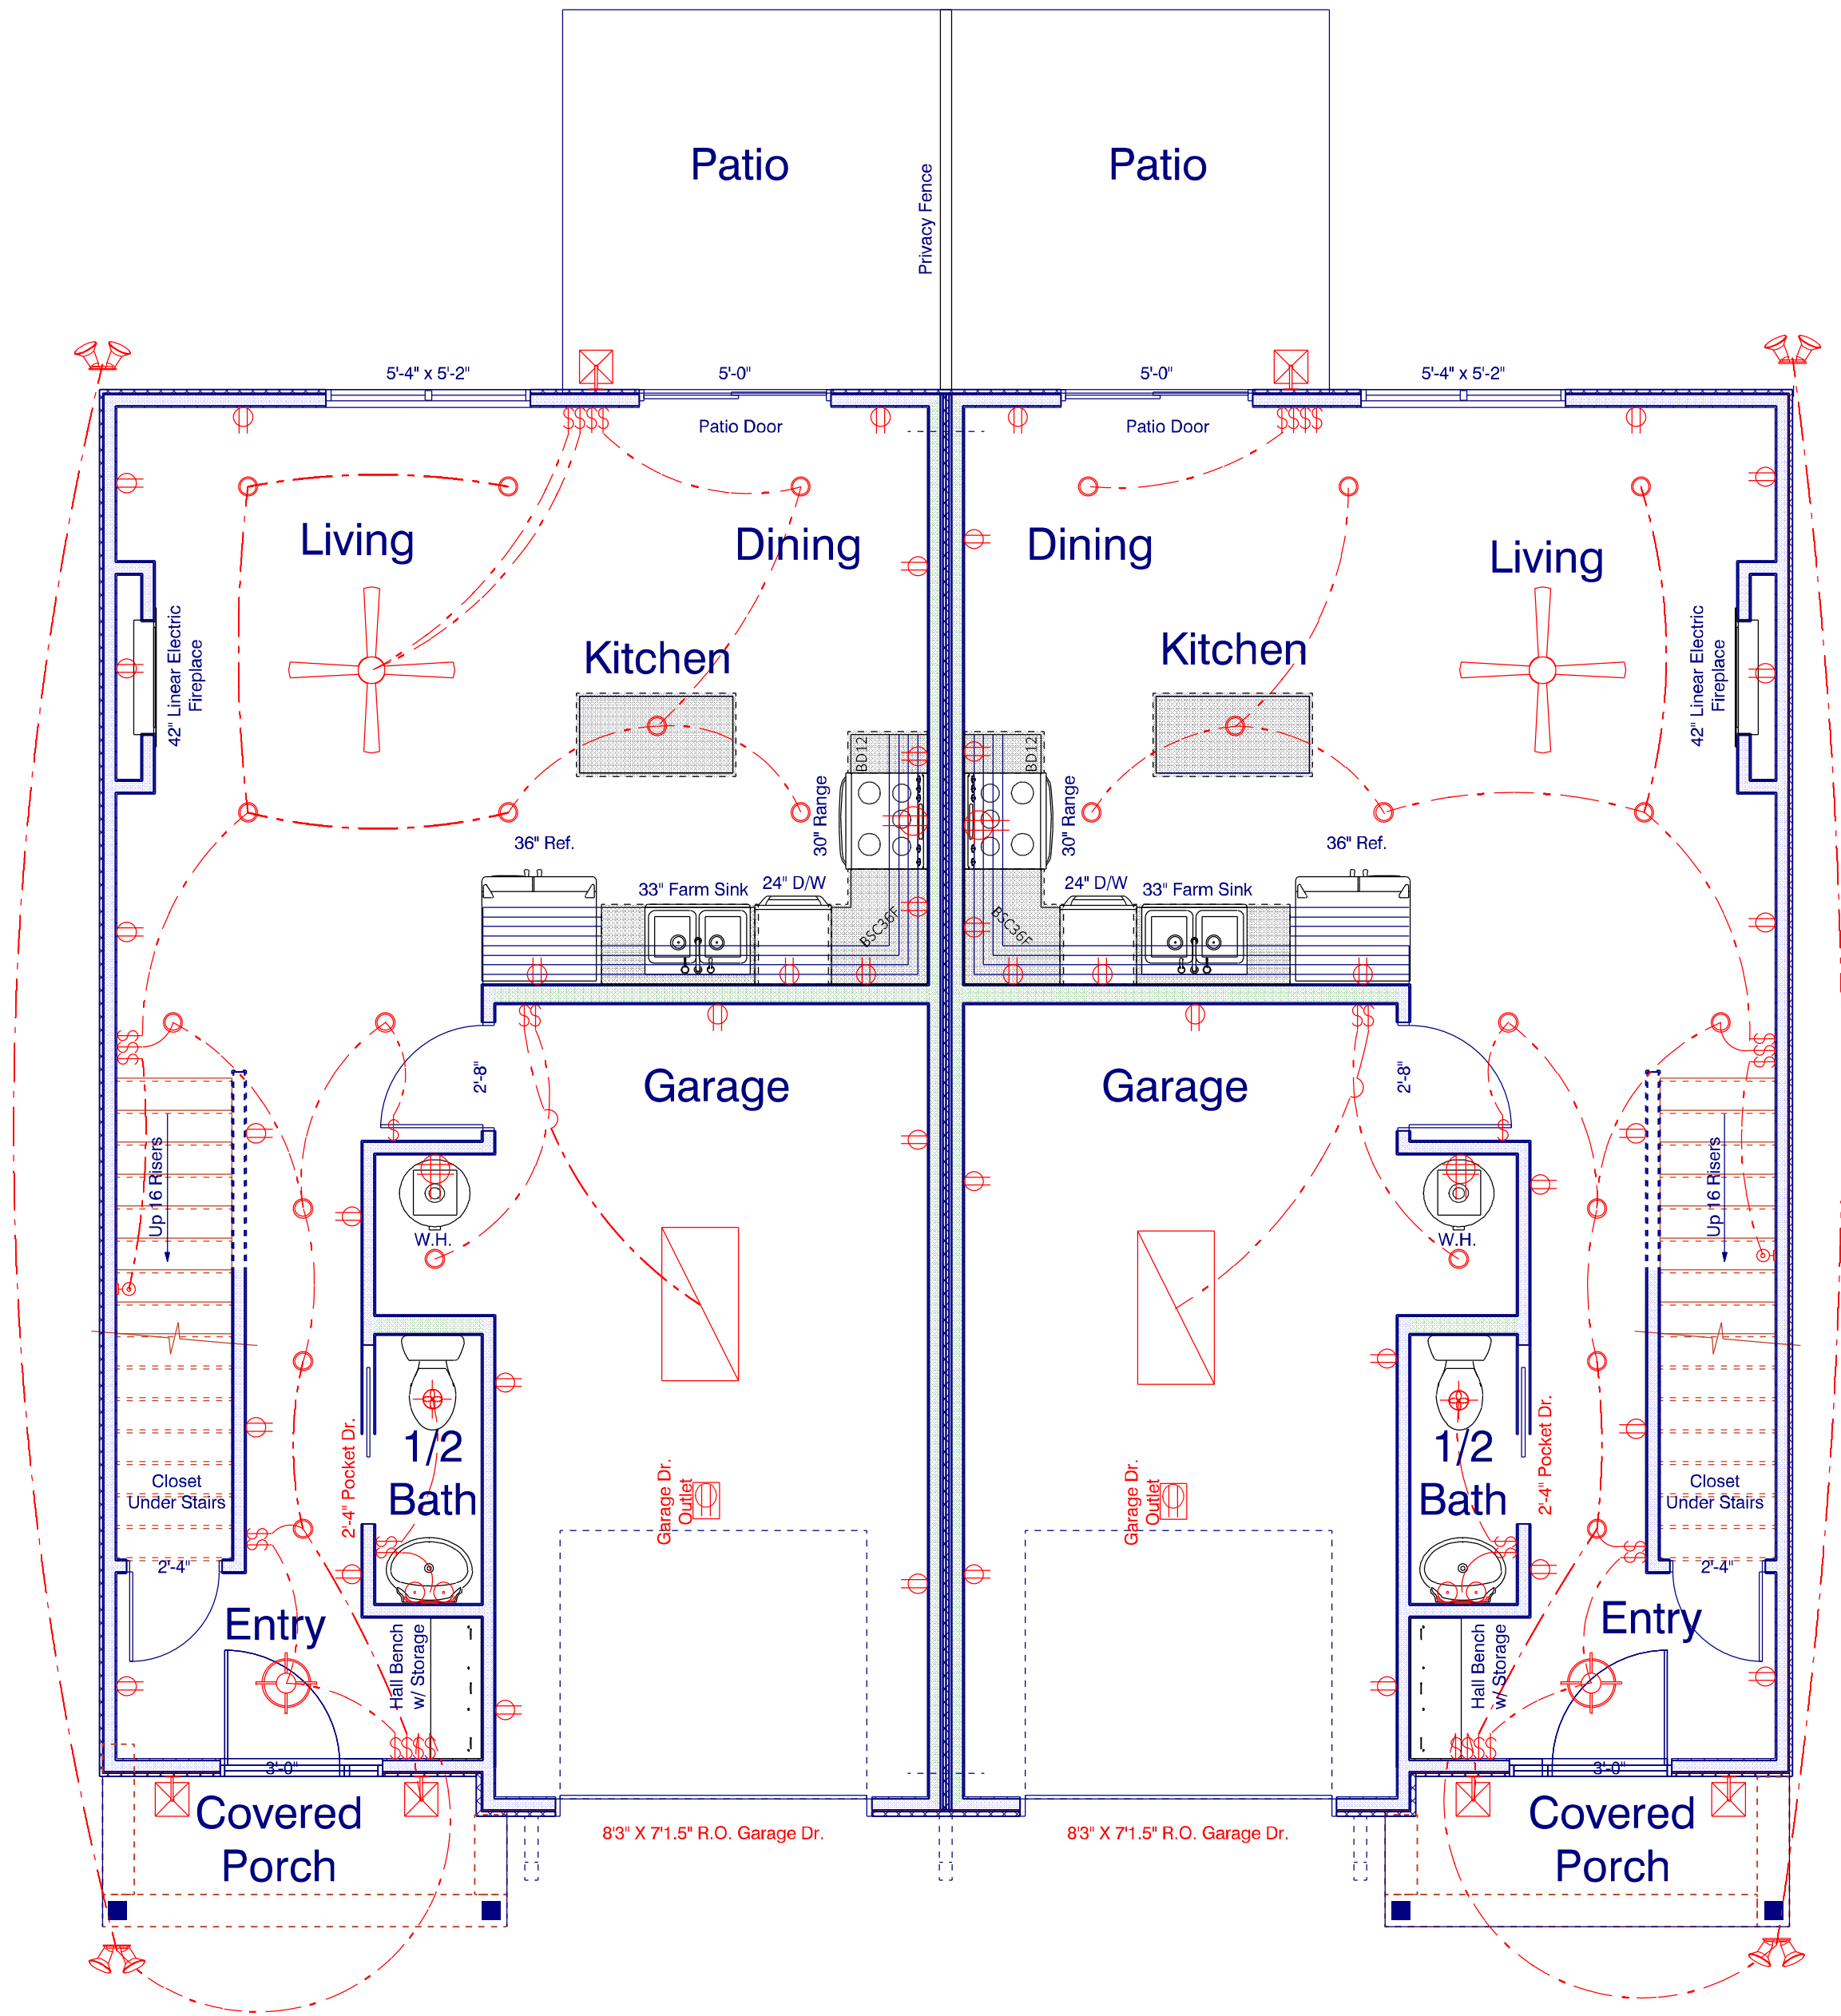 Patio
Patio
Privacy Fence
5'-4" x 5'-2"
5'-0"
5'-0"
5'-4" x 5'-2"
$$$$
$$$$
Patio Door
Patio Door
Living
Dining
Dining
Living
42" Linear Electric
Fireplace
42" Linear Electric
Fireplace
Kitchen
Kitchen
BD12
BD12
30" Range
30" Range
36" Ref.
36" Ref.
33" Farm Sink
24" D/W
24" D/W
33" Farm Sink
BSC36F
BSC36F
$$
$$
$$$
$$$
2'-8"
2'-8"
Garage
Garage
$
$
Up 16 Risers
Up 16 Risers
W.H.
W.H.
2'-4" Pocket Dr.
2'-4" Pocket Dr.
1/2
Bath
1/2
Bath
Closet
Under Stairs
Closet
Under Stairs
Garage Dr.
Outlet
Garage Dr.
Outlet
$$
$$
$$
$$
2'-4"
2'-4"
Entry
Entry
Hall Bench
w/ Storage
Hall Bench
w/ Storage
$$$$
$$$$
3'-0"
3'-0"
Covered
Porch
Covered
Porch
8'3" X 7'1.5" R.O. Garage Dr.
8'3" X 7'1.5" R.O. Garage Dr.